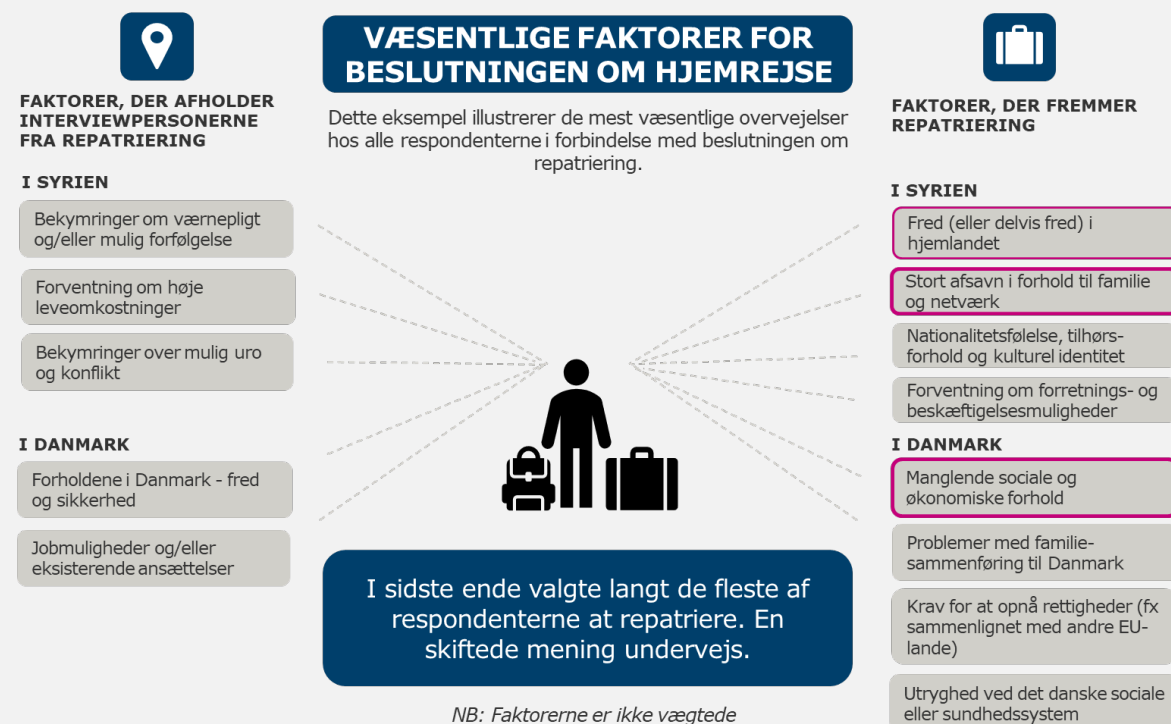 FAKTORER, DER AFHOLDER
INTERVIEWPERSONERNE
FRA REPATRIERING
I SYRIEN
Bekymringer om værnepligt
og/eller mulig forfølgelse
Forventning om høje
leveomkostninger
Bekymringer over mulig uro
og konflikt
I DANMARK
Forholdene i Danmark - fred
og sikkerhed
Jobmuligheder og/eller
eksisterende ansættelser
VÆSENTLIGE FAKTORER FOR
BESLUTNINGEN OM HJEMREJSE
Dette eksempel illustrerer de mest væsentlige overvejelser
hos alle respondenterne i forbindelse med beslutningen om
repatriering.
I sidste ende valgte langt de fleste af
respondenterne at repatriere. En
skiftede mening undervejs.
NB: Faktorerne er ikke vægtede
FAKTORER, DER FREMMER
REPATRIERING
I SYRIEN
Fred (eller delvis fred) i
hjemlandet
Stort afsavn i forhold til familie
og netværk
Nationalitetsfølelse, tilhørs-
forhold og kulturel identitet
Forventning om forretnings- og
beskæftigelsesmuligheder
I DANMARK
Manglende sociale og
økonomiske forhold
Problemer med familie-
sammenføring til Danmark
Krav for at opnå rettigheder (fx
sammenlignet med andre EU-
lande)
Utryghed ved det danske sociale
eller sundhedssystem